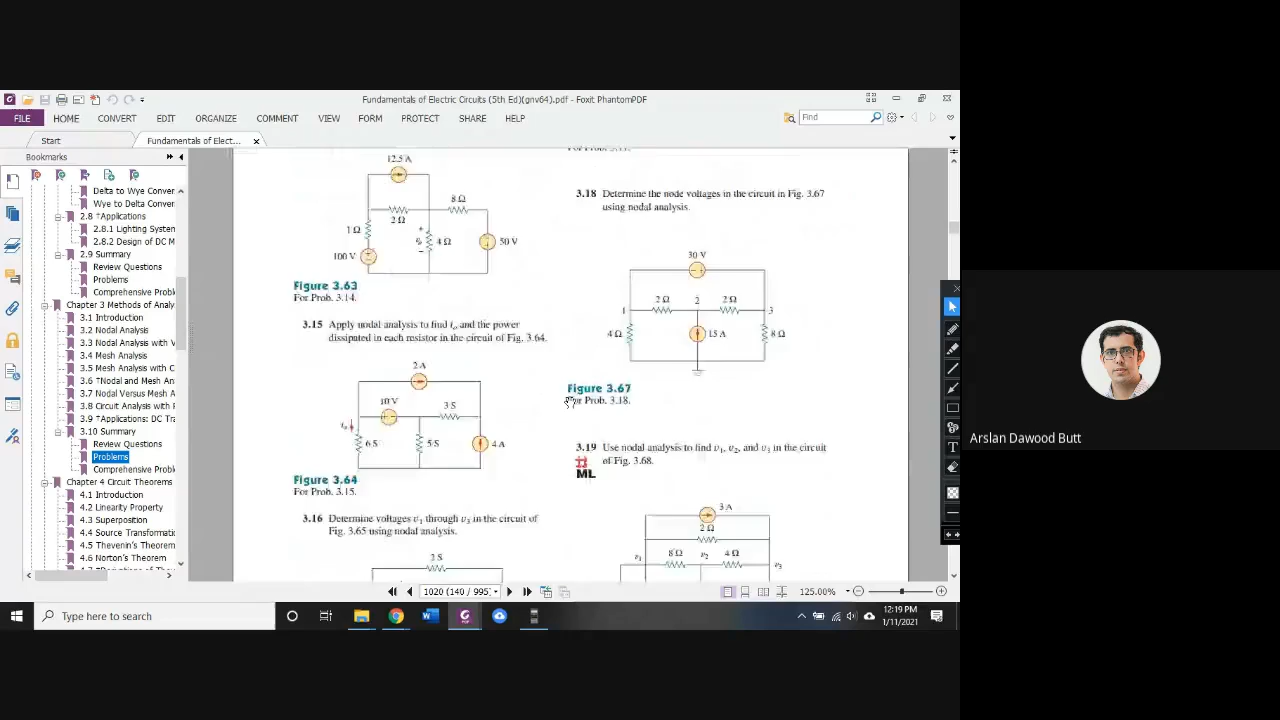 Fundamentals of Electric Circuits (5th Ed)(gnv64).pdf - Foxit PhantomPDF
FILE HOME CONVERT EDIT ORGANIZE COMMENT VIEW FORM PROTECT SHARE HELP
Find
Start
Fundamentals of Elect...
Bookmarks
Delta to Wye Conver
Wye to Delta Conver
2.8 †Applications
2.8.1 Lighting System
2.8.2 Design of DC M
2.9 Summary
Review Questions
Problems
Comprehensive Probl
Chapter 3 Methods of Analy
3.1 Introduction
3.2 Nodal Analysis
3.3 Nodal Analysis with V
3.4 Mesh Analysis
3.5 Mesh Analysis with C
3.6 †Nodal and Mesh An
3.7 Nodal Versus Mesh A
3.8 Circuit Analysis with P
3.9 †Applications: DC Tra
3.10 Summary
Review Questions
Problems
Comprehensive Probl
Chapter 4 Circuit Theorems
4.1 Introduction
4.2 Linearity Property
4.3 Superposition
4.4 Source Transformati
4.5 Thevenin's Theorem
4.6 Norton's Theorem
12.5 A
8 Ω
2 Ω
1 Ω
4 Ω
100 V
50 V
Figure 3.63
For Prob. 3.14.
3.15 Apply nodal analysis to find io and the power
dissipated in each resistor in the circuit of Fig. 3.64.
2 A
10 V
3 S
io
6 S
5 S
4 A
Figure 3.64
For Prob. 3.15.
3.16 Determine voltages v1 through v3 in the circuit of
Fig. 3.65 using nodal analysis.
2 S
3.18 Determine the node voltages in the circuit in Fig. 3.67
using nodal analysis.
30 V
2 Ω
2
2 Ω
1
3
4 Ω
15 A
8 Ω
Figure 3.67
For Prob. 3.18.
3.19 Use nodal analysis to find v1, v2, and v3 in the circuit
of Fig. 3.68.
ML
3 A
2 Ω
v1
8 Ω
v2
4 Ω
v3
1020 (140 / 995)
125.00%
Type here to search
12:19 PM
1/11/2021
Arslan Dawood Butt